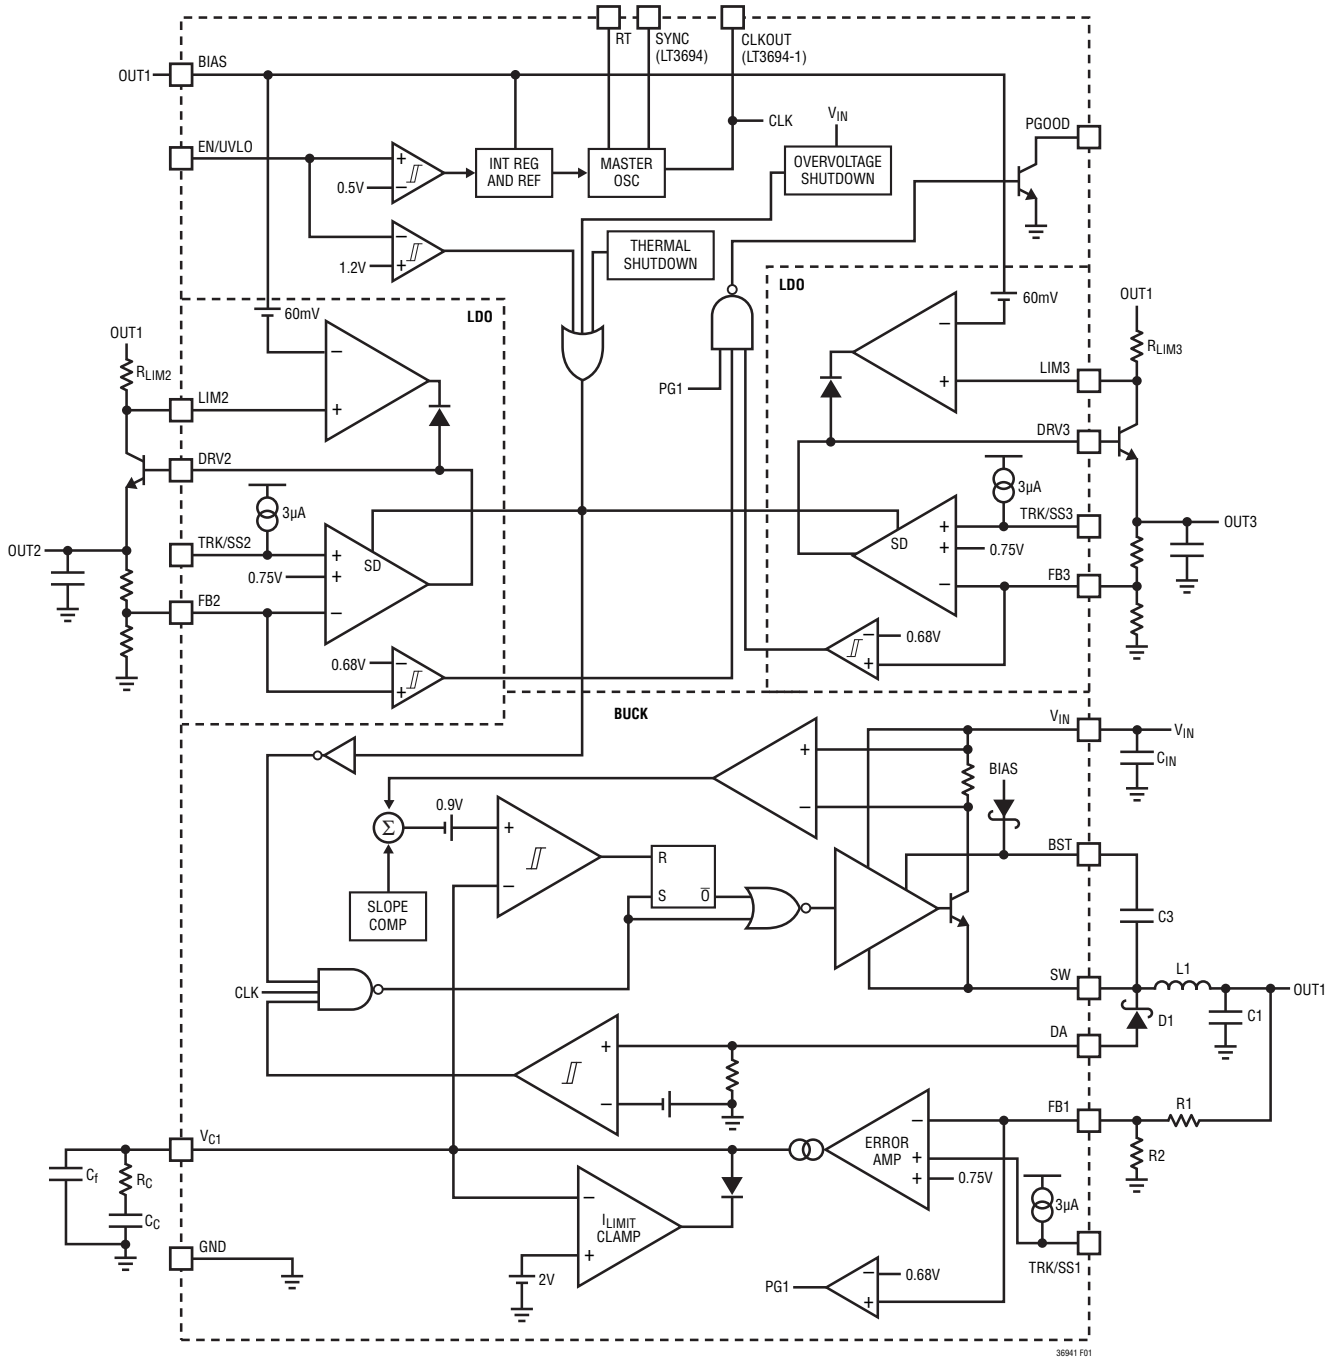 RT
SYNC
(LT3694)
CLKOUT
(LT3694-1)
OUT1
BIAS
CLK
VIN
PGOOD
EN/UVLO
+
–
0.5V
INT REG
AND REF
MASTER
OSC
OVERVOLTAGE
SHUTDOWN
–
+
1.2V
THERMAL
SHUTDOWN
LDO
60mV
LDO
60mV
OUT1
RLIM2
–
+
LIM2
PG1
–
+
OUT1
RLIM3
LIM3
DRV2
DRV3
3µA
3µA
TRK/SS2
TRK/SS3
OUT2
OUT3
+
0.75V
+
–
SD
SD
+
+
0.75V
–
FB2
FB3
0.68V
–
+
–
0.68V
+
BUCK
VIN
VIN
CIN
+
–
BIAS
0.9V
Σ
+
–
R
S
Q
BST
SLOPE
COMP
C3
CLK
SW
L1
OUT1
D1
C1
DA
+
–
FB1
R1
R2
VC1
ERROR
AMP
–
+
+
0.75V
3µA
Cf
RC
CC
–
ILIMIT
CLAMP
+
2V
GND
TRK/SS1
PG1
–
0.68V
+
36941 F01